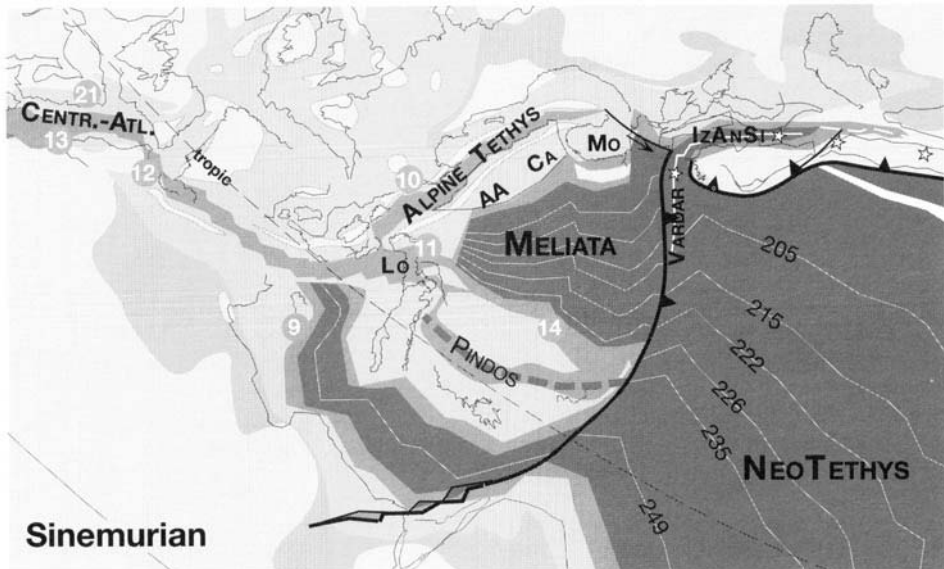 21
CENTR.-ATL.
13
12
tropic
10
ALPINE TETHYS
AA
CA
MO
IZANSI
VARDAR
MELIATA
11
LO
9
14
PINDOS
205
215
222
226
235
249
NEOTETHYS
Sinemurian